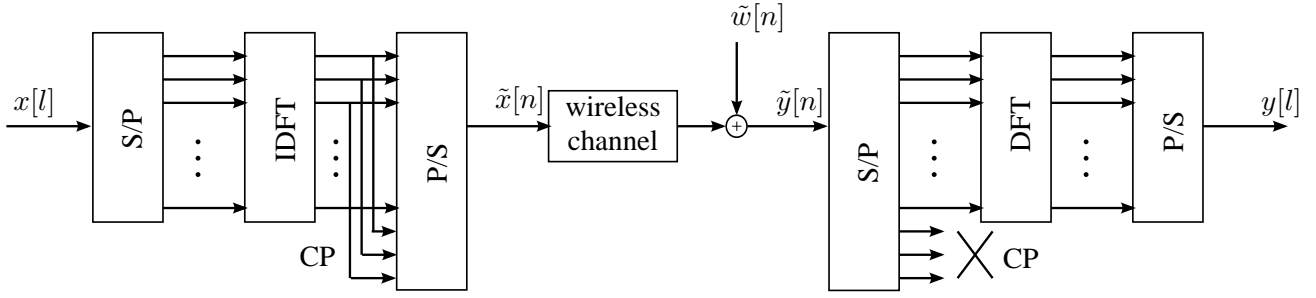 x[l]
S/P
⋮
IDFT
⋮
CP
P/S
x̃[n]
wireless
channel
w̃[n]
+
ỹ[n]
S/P
⋮
CP
DFT
⋮
P/S
y[l]